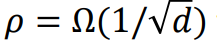 ρ = Ω(1/√d)